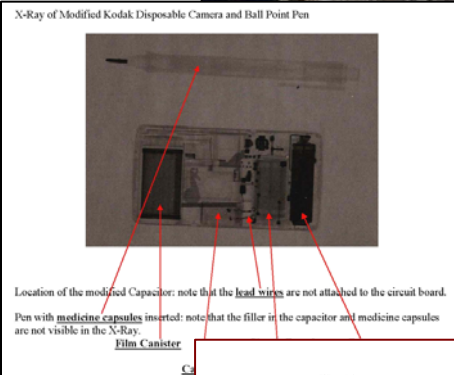 X-Ray of Modified Kodak Disposable Camera and Ball Point Pen
Location of the modified Capacitor: note that the lead wires are not attached to the circuit board.
Pen with medicine capsules inserted: note that the filler in the capacitor and medicine capsules
are not visible in the X-Ray.
Film Canister